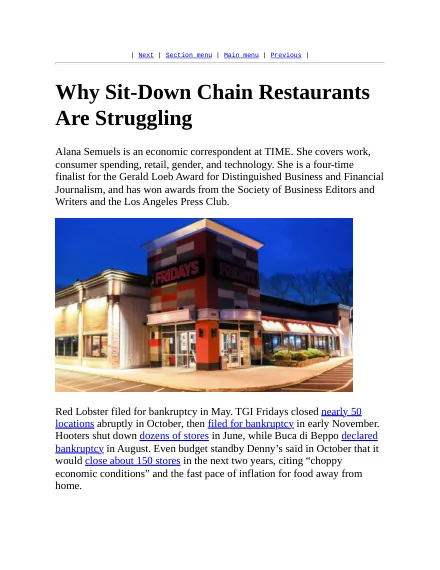 | Next | Section menu | Main menu | Previous |
Why Sit-Down Chain Restaurants
Are Struggling
Alana Semuels is an economic correspondent at TIME. She covers work,
consumer spending, retail, gender, and technology. She is a four-time
finalist for the Gerald Loeb Award for Distinguished Business and Financial
Journalism, and has won awards from the Society of Business Editors and
Writers and the Los Angeles Press Club.
FRIDAYS FRIDAYS
Red Lobster filed for bankruptcy in May. TGI Fridays closed nearly 50
locations abruptly in October, then filed for bankruptcy in early November.
Hooters shut down dozens of stores in June, while Buca di Beppo declared
bankruptcy in August. Even budget standby Denny’s said in October that it
would close about 150 stores in the next two years, citing “choppy
economic conditions” and the fast pace of inflation for food away from
home.